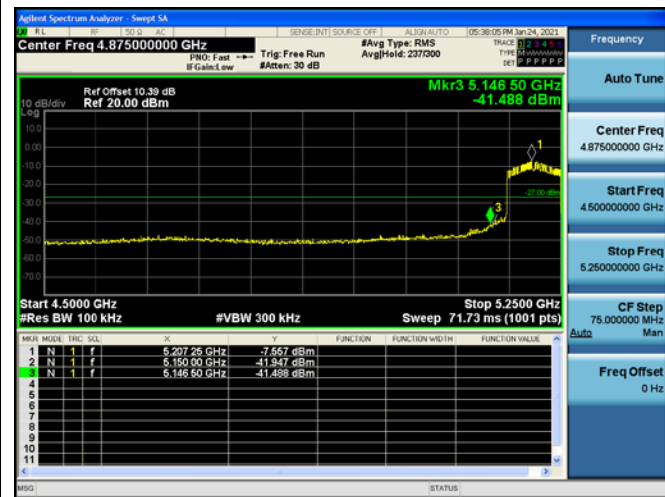 Agilent Spectrum Analyzer - Swept SA
RL RF 50 Ω AC SENSE:INT SOURCE OFF ALIGN AUTO 05:38:05 PM Jan 24, 2021
Center Freq 4.875000000 GHz
PNO: Fast
IFGain:Low
Trig: Free Run
#Atten: 30 dB
#Avg Type: RMS
Avg|Hold: 237/300
TRACE 1 2 3 4 5 6
TYPE
DET P P P P P P
Mkr3 5.146 50 GHz
-41.488 dBm
Ref Offset 10.39 dB
10 dB/div Ref 20.00 dBm
Log
10.0
0.00
-10.0
-20.0
-30.0
-40.0
-50.0
-60.0
-70.0
1
-27.00 dBm
3
Start 4.5000 GHz Stop 5.2500 GHz
#Res BW 100 kHz #VBW 300 kHz Sweep 71.73 ms (1001 pts)
MKR MODE TRC SCL X Y FUNCTION FUNCTION WIDTH FUNCTION VALUE
1 N 1 f 5.207 25 GHz -7.557 dBm
2 N 1 f 5.150 00 GHz -41.947 dBm
3 N 1 f 5.146 50 GHz -41.488 dBm
4
5
6
7
8
9
10
11
MSG STATUS
Frequency
Auto Tune
Center Freq
4.875000000 GHz
Start Freq
4.500000000 GHz
Stop Freq
5.250000000 GHz
CF Step
75.000000 MHz
Auto Man
Freq Offset
0 Hz